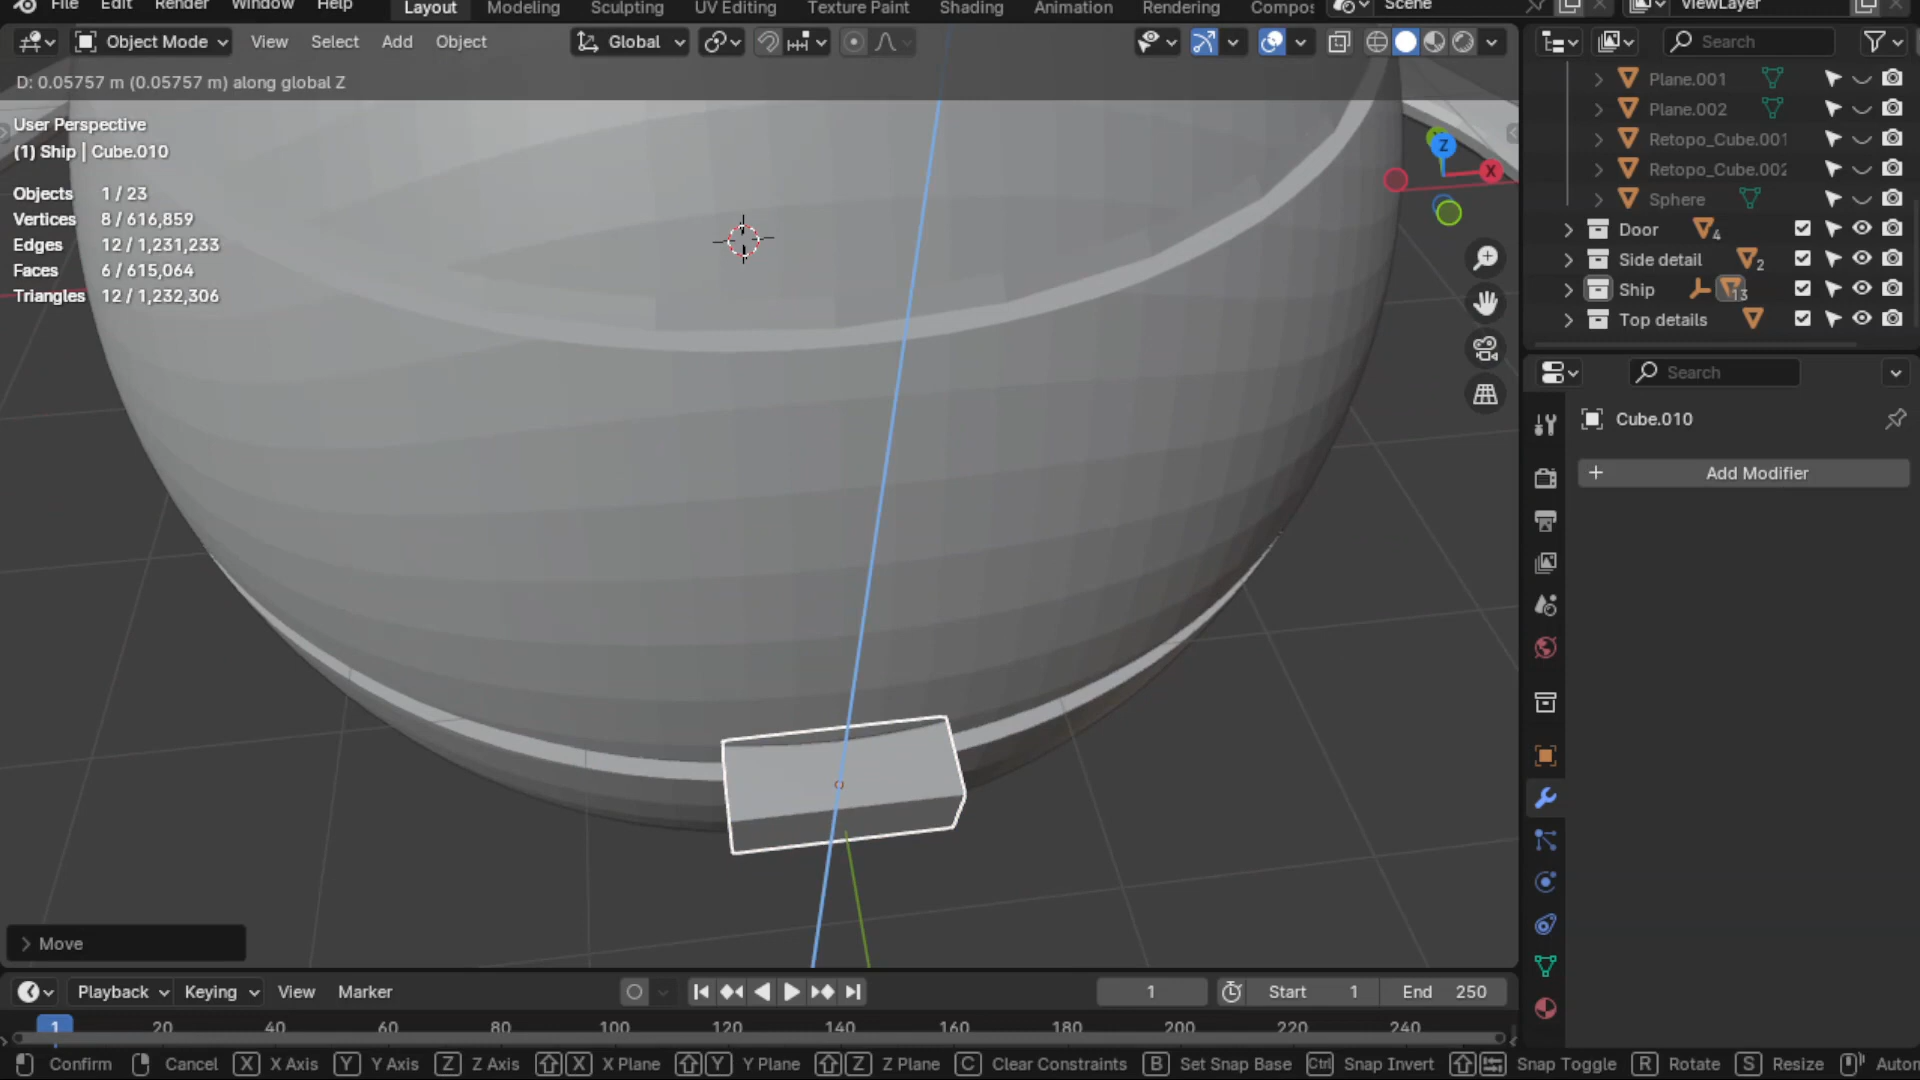 File Edit Render Window Help Layout Modeling Sculpting UV Editing Texture Paint Shading Animation Rendering Compos Scene ViewLayer
Object Mode View Select Add Object Global Search
D: 0.05757 m (0.05757 m) along global Z
User Perspective
(1) Ship | Cube.010
Objects 1 / 23
Vertices 8 / 616,859
Edges 12 / 1,231,233
Faces 6 / 615,064
Triangles 12 / 1,232,306
Z
X
Plane.001
Plane.002
Retopo_Cube.001
Retopo_Cube.002
Sphere
Door 4
Side detail 2
Ship 13
Top details
Search
Cube.010
+ Add Modifier
> Move
Playback Keying View Marker 1 Start 1 End 250
1 20 40 60 80 100 120 140 160 180 200 220 240
Confirm Cancel X X Axis Y Y Axis Z Z Axis X X Plane Y Y Plane Z Z Plane C Clear Constraints B Set Snap Base Ctrl Snap Invert Snap Toggle R Rotate S Resize Auton